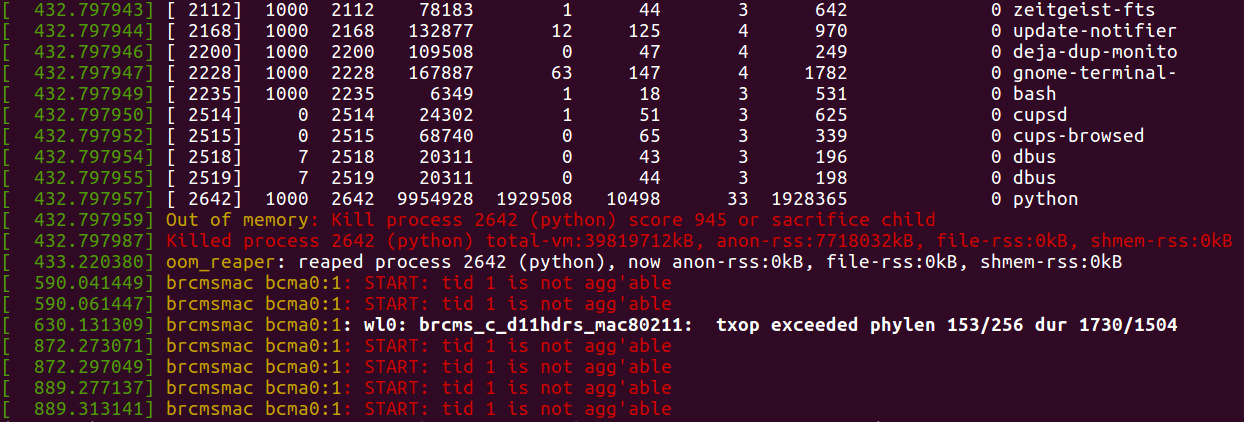 [  432.797943] [ 2112]  1000  2112    78183        1      44       3      642             0 zeitgeist-fts
[  432.797944] [ 2168]  1000  2168   132877       12     125       4      970             0 update-notifier
[  432.797946] [ 2200]  1000  2200   109508        0      47       4      249             0 deja-dup-monito
[  432.797947] [ 2228]  1000  2228   167887       63     147       4     1782             0 gnome-terminal-
[  432.797949] [ 2235]  1000  2235     6349        1      18       3      531             0 bash
[  432.797950] [ 2514]     0  2514    24302        1      51       3      625             0 cupsd
[  432.797952] [ 2515]     0  2515    68740        0      65       3      339             0 cups-browsed
[  432.797954] [ 2518]     7  2518    20311        0      43       3      196             0 dbus
[  432.797955] [ 2519]     7  2519    20311        0      44       3      198             0 dbus
[  432.797957] [ 2642]  1000  2642  9954928  1929508   10498      33  1928365             0 python
[  432.797959] Out of memory: Kill process 2642 (python) score 945 or sacrifice child
[  432.797987] Killed process 2642 (python) total-vm:39819712kB, anon-rss:7718032kB, file-rss:0kB, shmem-rss:0kB
[  433.220380] oom_reaper: reaped process 2642 (python), now anon-rss:0kB, file-rss:0kB, shmem-rss:0kB
[  590.041449] brcmsmac bcma0:1: START: tid 1 is not agg'able
[  590.061447] brcmsmac bcma0:1: START: tid 1 is not agg'able
[  630.131309] brcmsmac bcma0:1: wl0: brcms_c_d11hdrs_mac80211:  txop exceeded phylen 153/256 dur 1730/1504
[  872.273071] brcmsmac bcma0:1: START: tid 1 is not agg'able
[  872.297049] brcmsmac bcma0:1: START: tid 1 is not agg'able
[  889.277137] brcmsmac bcma0:1: START: tid 1 is not agg'able
[  889.313141] brcmsmac bcma0:1: START: tid 1 is not agg'able